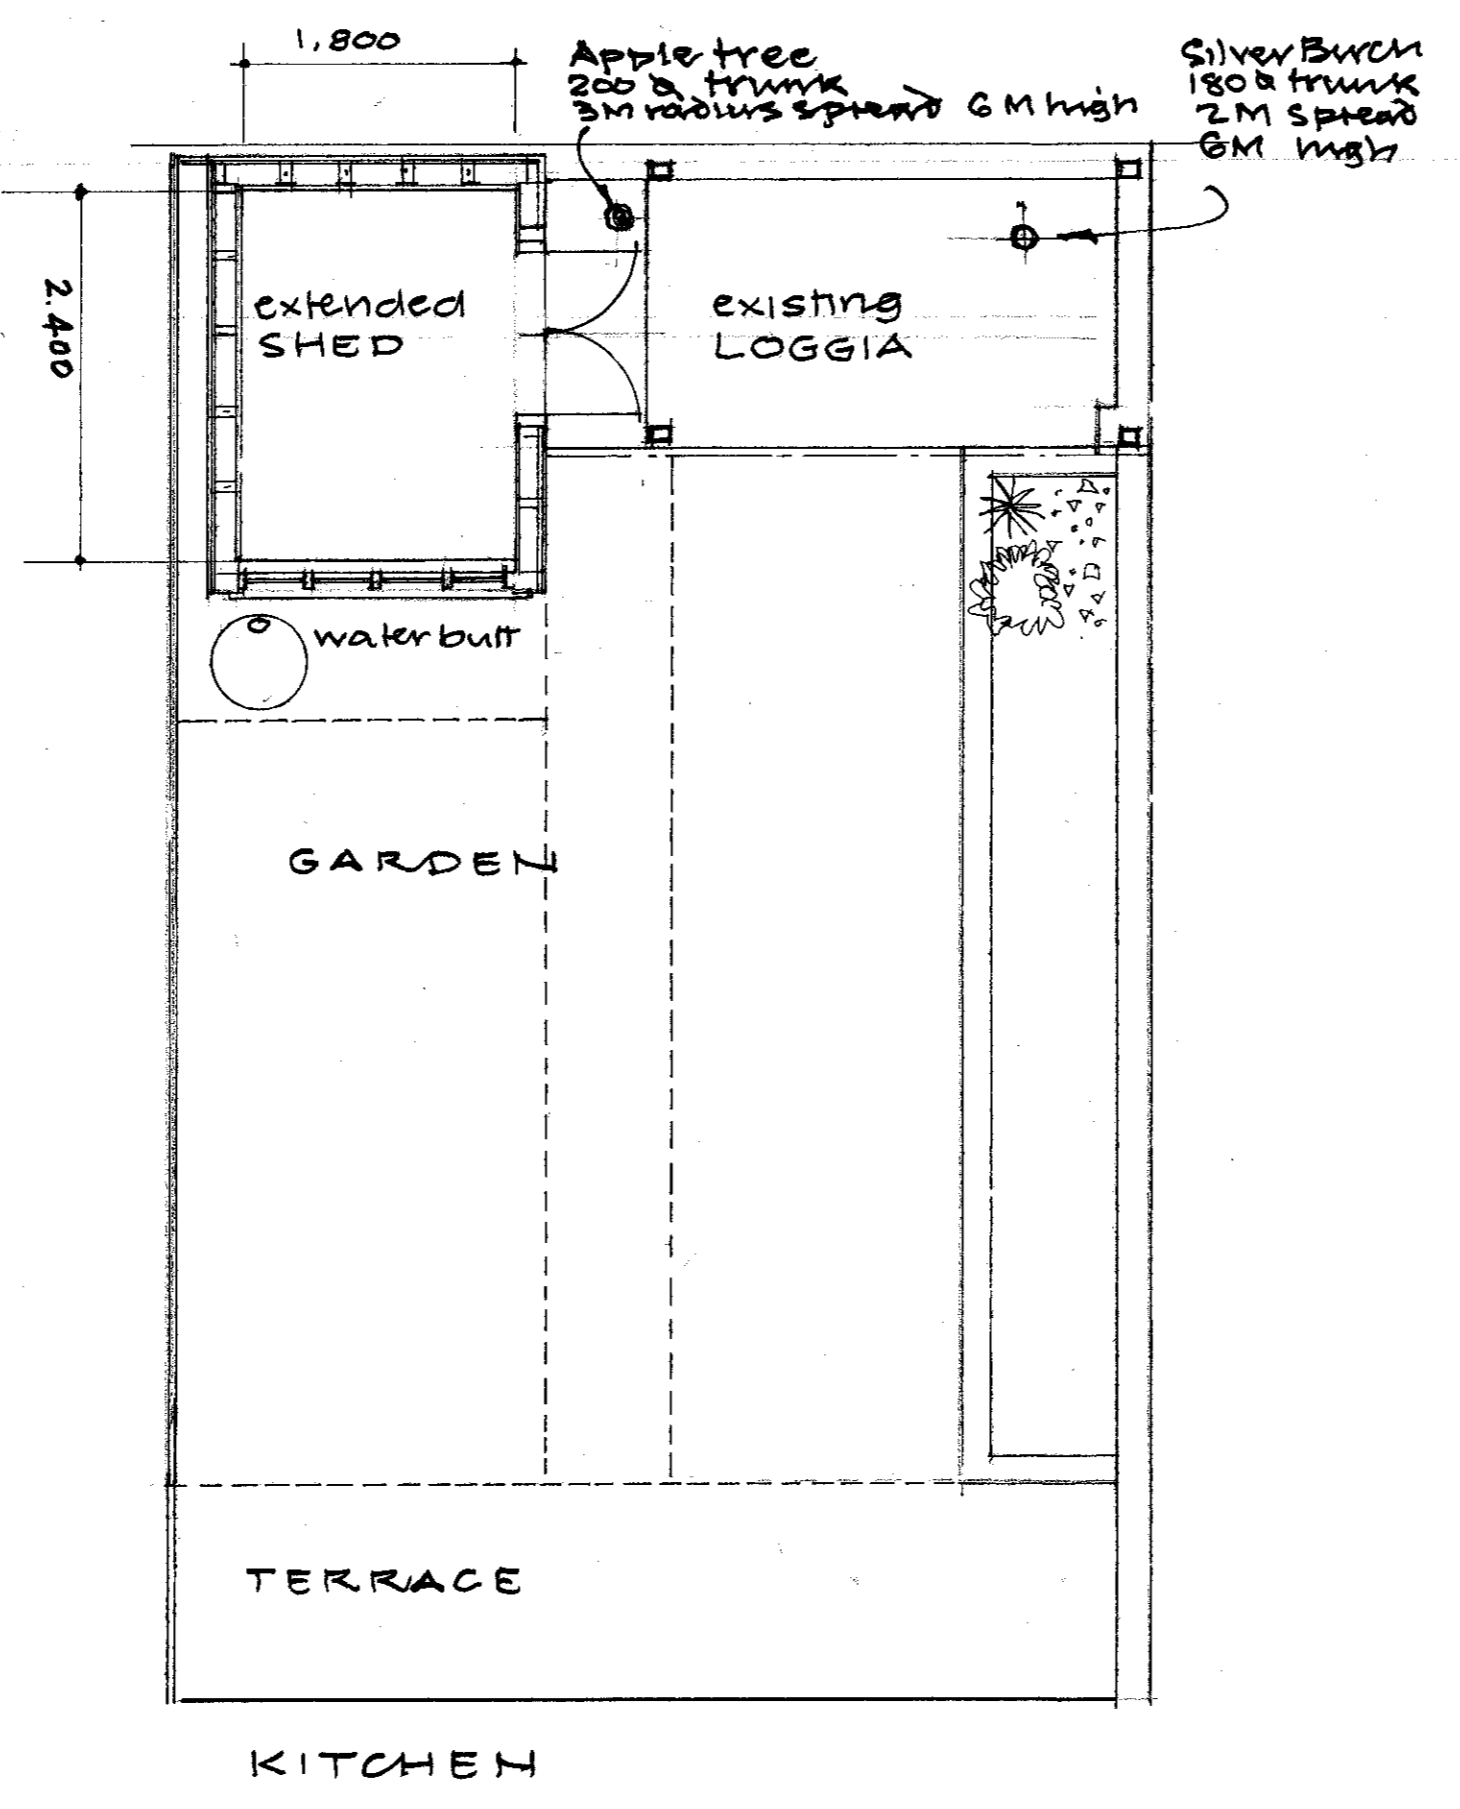 1,800
Apple tree
200 ⌀ trunk
3M radius spread 6M high
Silver Birch
180 ⌀ trunk
2M spread
6M high
2.400
extended
SHED
existing
LOGGIA
water butt
GARDEN
TERRACE
KITCHEN